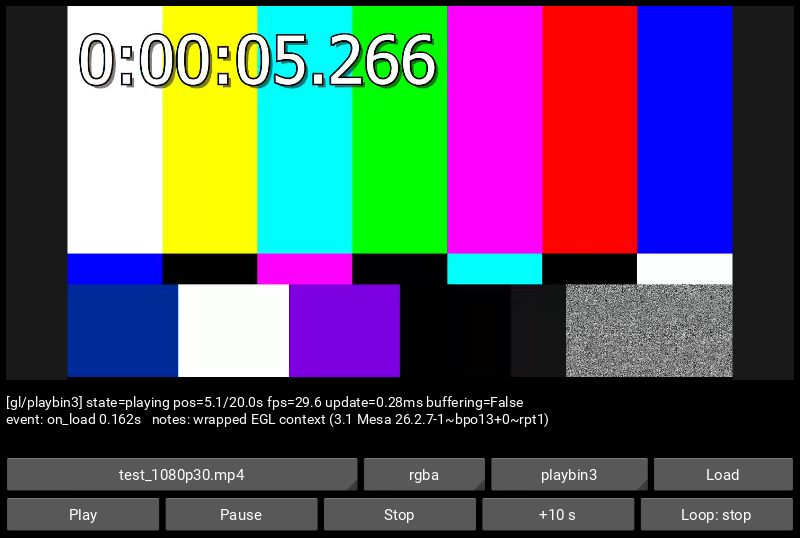 0:00:05.266
[gl/playbin3] state=playing pos=5.1/20.0s fps=29.6 update=0.28ms buffering=False
event: on_load 0.162s   notes: wrapped EGL context (3.1 Mesa 26.2.7-1~bpo13+0~rpt1)
test_1080p30.mp4 rgba playbin3 Load
Play Pause Stop +10 s Loop: stop